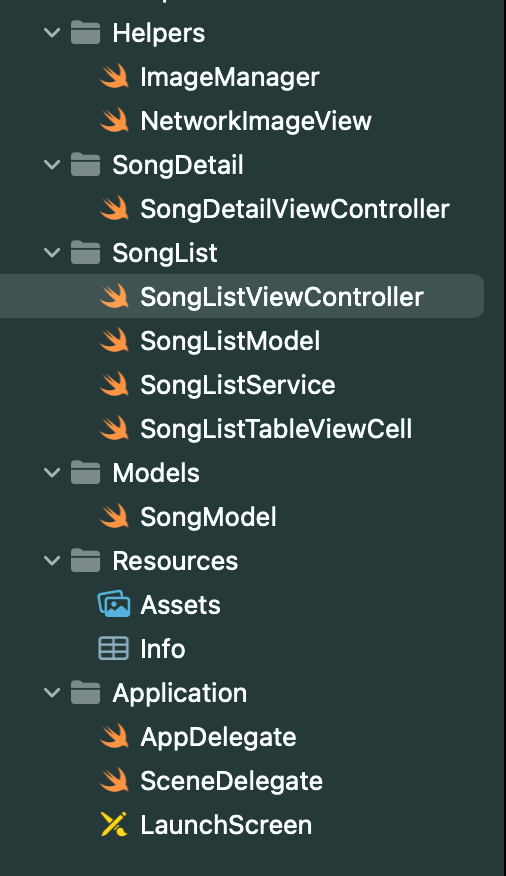 Helpers
ImageManager
NetworkImageView
SongDetail
SongDetailViewController
SongList
SongListViewController
SongListModel
SongListService
SongListTableViewCell
Models
SongModel
Resources
Assets
Info
Application
AppDelegate
SceneDelegate
LaunchScreen